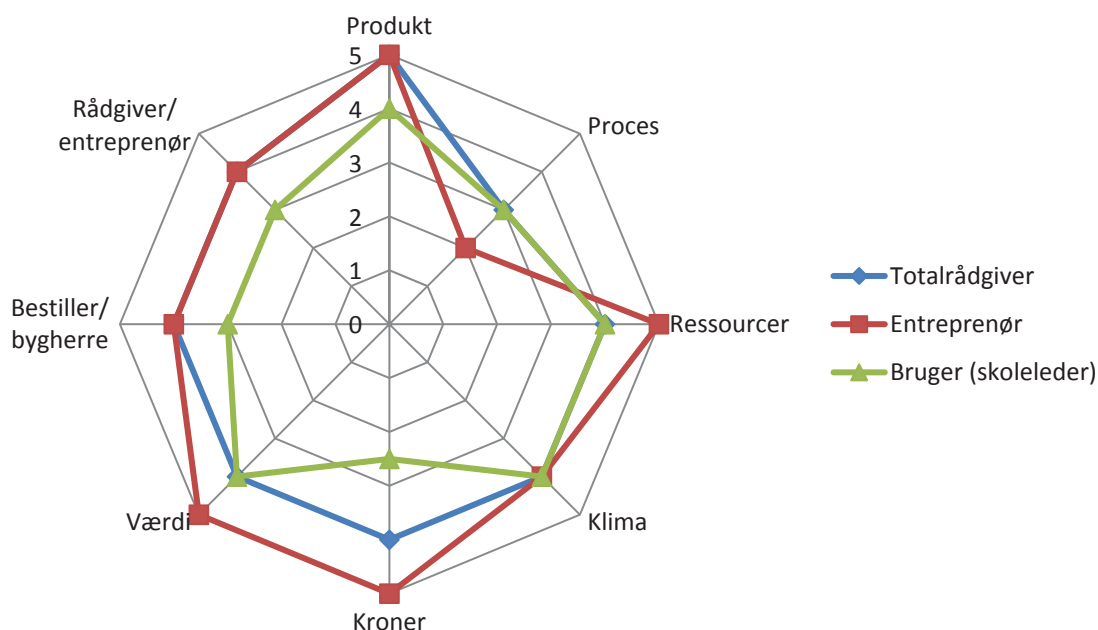 Produkt
5
4
3
2
1
0
Rådgiver/
entreprenør
Proces
Bestiller/
bygherre
Ressourcer
Værdi
Klima
Kroner
Totalrådgiver
Entreprenør
Bruger (skoleleder)